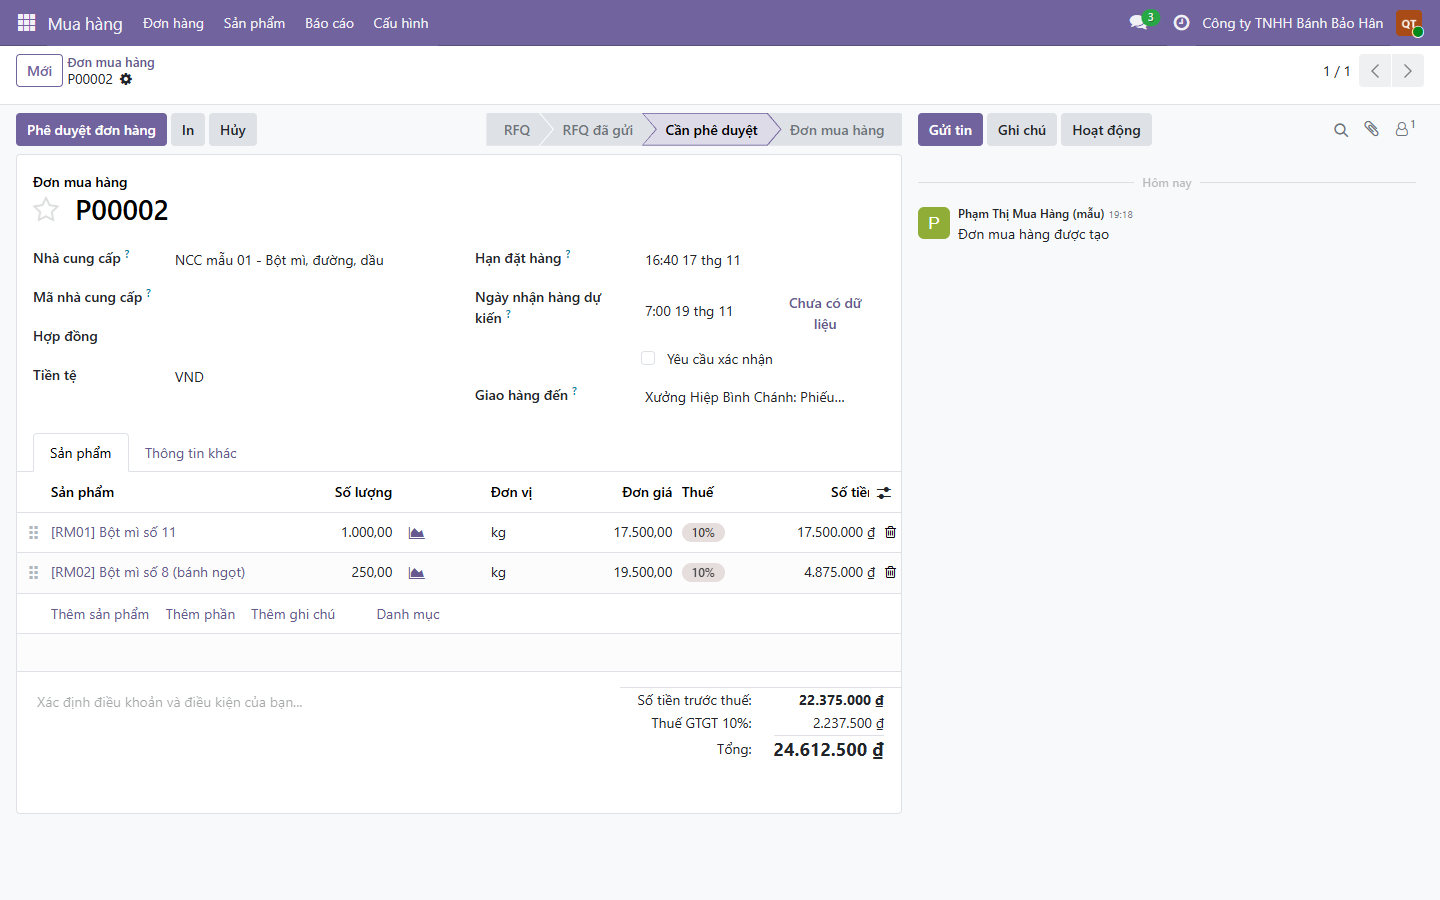 Mua hàng Đơn hàng Sản phẩm Báo cáo Cấu hình 3 Công ty TNHH Bánh Bảo Hân QT
Mới Đơn mua hàng
P00002
1 / 1
Phê duyệt đơn hàng In Hủy RFQ RFQ đã gửi Cần phê duyệt Đơn mua hàng Gửi tin Ghi chú Hoạt động 1
Đơn mua hàng
P00002
Nhà cung cấp ? NCC mẫu 01 - Bột mì, đường, dầu
Mã nhà cung cấp ?
Hợp đồng
Tiền tệ VND
Hạn đặt hàng ? 16:40 17 thg 11
Ngày nhận hàng dự
kiến ? 7:00 19 thg 11 Chưa có dữ
liệu
Yêu cầu xác nhận
Giao hàng đến ? Xưởng Hiệp Bình Chánh: Phiếu...
Sản phẩm Thông tin khác
Sản phẩm Số lượng Đơn vị Đơn giá Thuế Số tiề
[RM01] Bột mì số 11 1.000,00 kg 17.500,00 10% 17.500.000 ₫
[RM02] Bột mì số 8 (bánh ngọt) 250,00 kg 19.500,00 10% 4.875.000 ₫
Thêm sản phẩm Thêm phần Thêm ghi chú Danh mục
Xác định điều khoản và điều kiện của bạn...
Số tiền trước thuế: 22.375.000 ₫
Thuế GTGT 10%: 2.237.500 ₫
Tổng: 24.612.500 ₫
Hôm nay
P Phạm Thị Mua Hàng (mẫu) 19:18
Đơn mua hàng được tạo